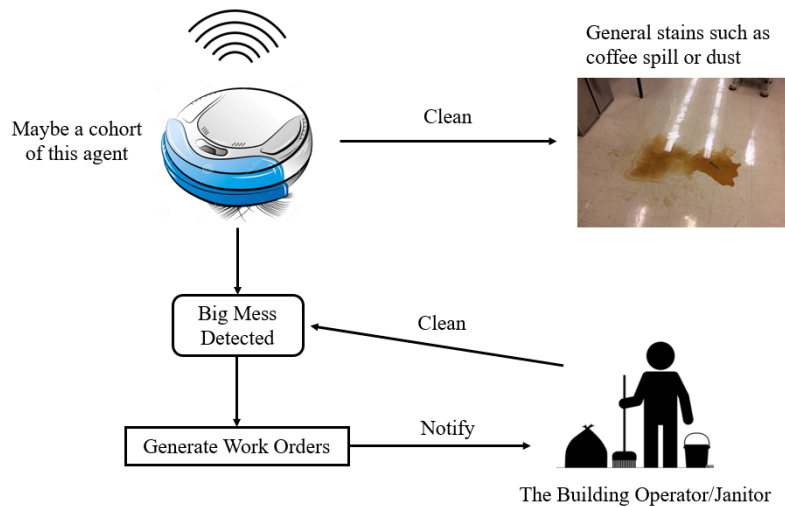 General stains such as
coffee spill or dust
Maybe a cohort
of this agent
Clean
Big Mess
Detected
Clean
Generate Work Orders
Notify
The Building Operator/Janitor